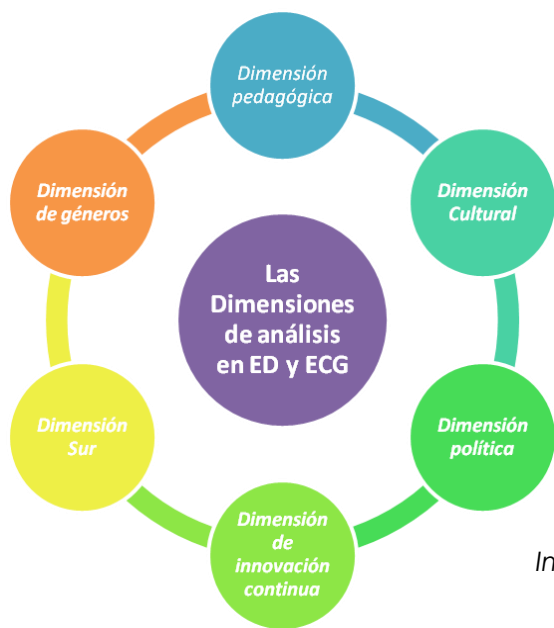 Dimensión
pedagógica
Dimensión
de géneros
Dimensión
Cultural
Las
Dimensiones
de análisis
en ED y ECG
Dimensión
Sur
Dimensión
política
Dimensión
de
innovación
continua
In